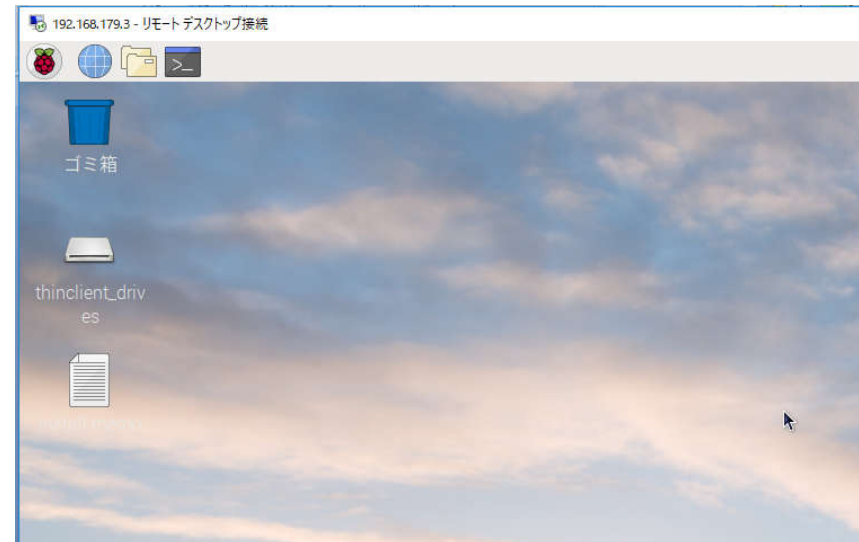 192.168.179.3 - リモート デスクトップ接続
>_
ゴミ箱
thinclient_driv
es